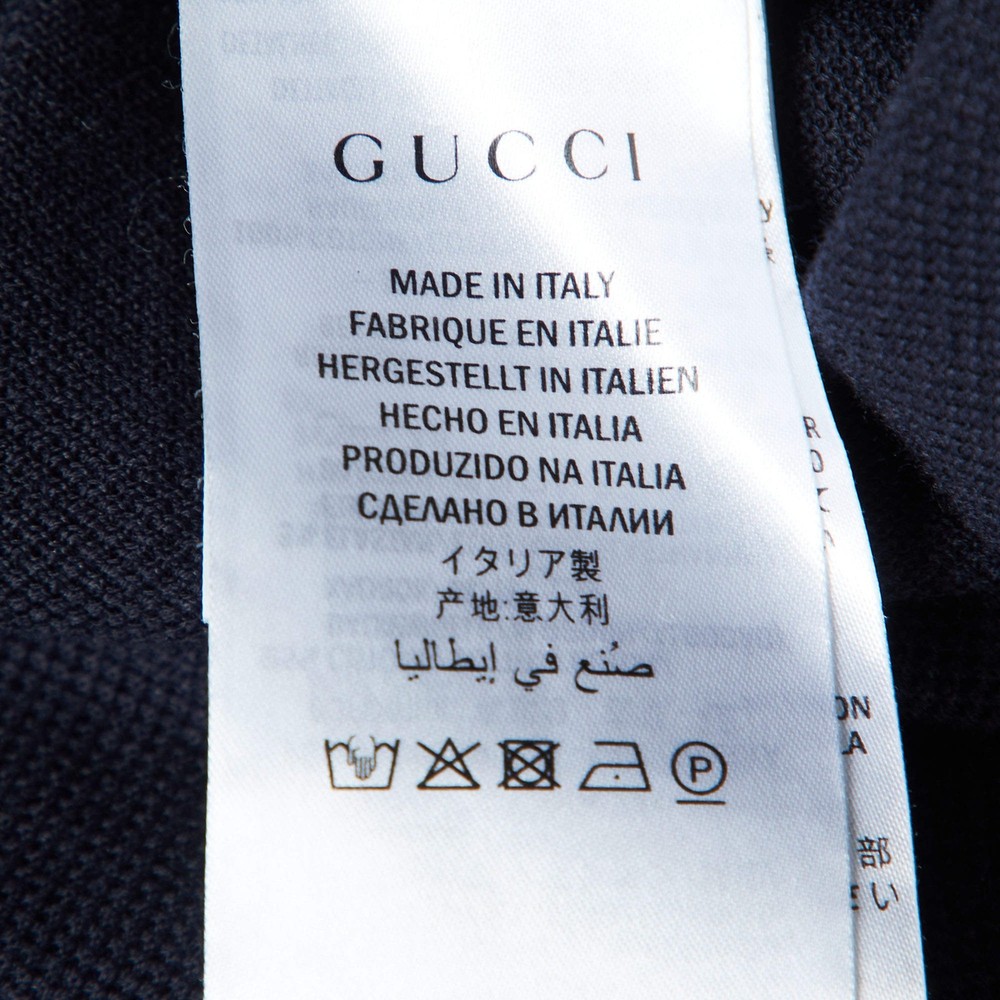 GUCCI
MADE IN ITALY
FABRIQUE EN ITALIE
HERGESTELLT IN ITALIEN
HECHO EN ITALIA
PRODUZIDO NA ITALIA
СДЕЛАНО В ИТАЛИИ
イタリア製
产地:意大利
صُنع في إيطاليا
P